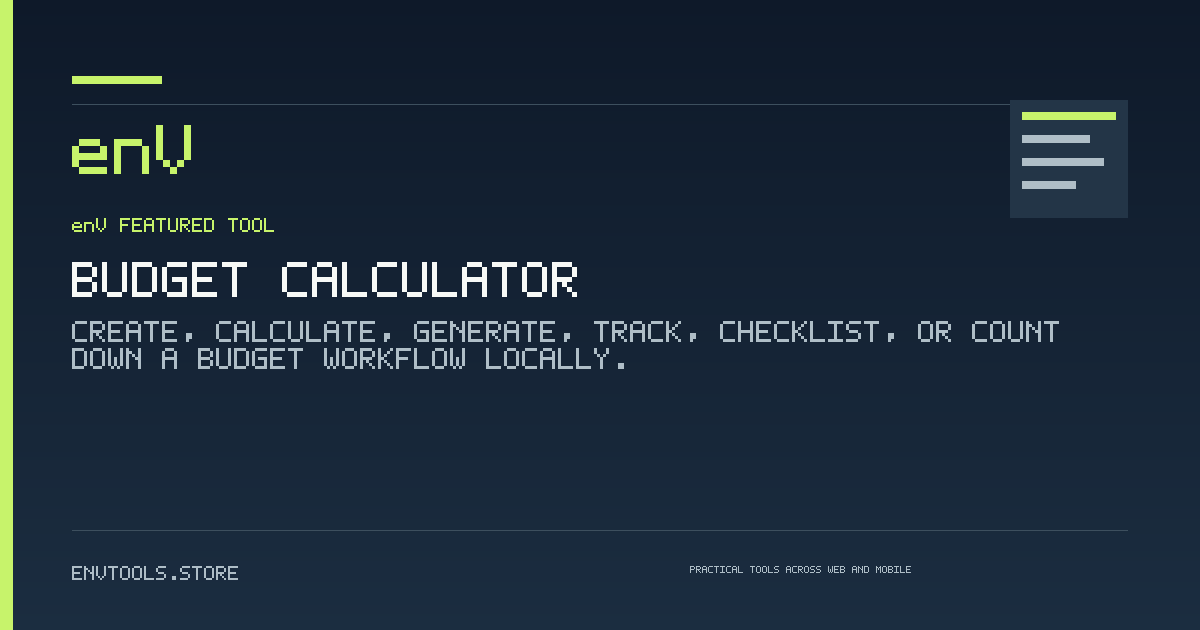 enV
enV FEATURED TOOL
BUDGET CALCULATOR
CREATE, CALCULATE, GENERATE, TRACK, CHECKLIST, OR COUNT
DOWN A BUDGET WORKFLOW LOCALLY.
ENVTOOLS.STORE
PRACTICAL TOOLS ACROSS WEB AND MOBILE